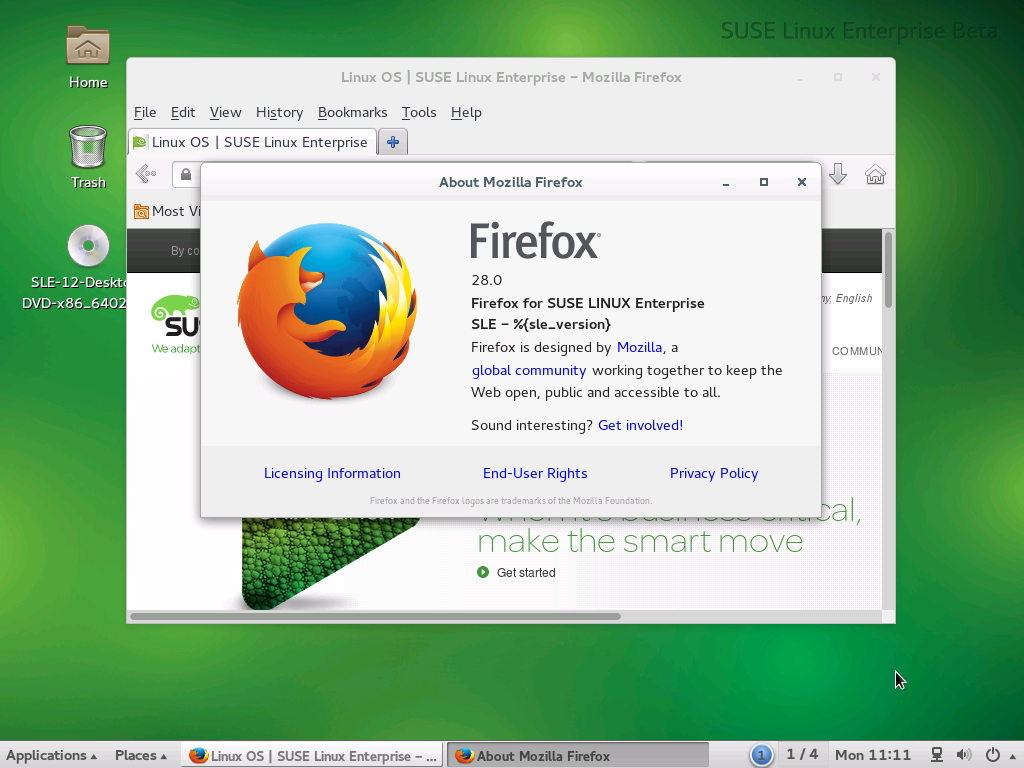 SUSE Linux Enterprise Beta
Home
Trash
SLE-12-Deskto
DVD-x86_6402
Linux OS | SUSE Linux Enterprise – Mozilla Firefox
File Edit View History Bookmarks Tools Help
Linux OS | SUSE Linux Enterprise
Most Vi
By co
SUS
We adapt
ny, English
COMMUN
About Mozilla Firefox
Firefox
28.0
Firefox for SUSE LINUX Enterprise
SLE – %{sle_version}
Firefox is designed by Mozilla, a
global community working together to keep the
Web open, public and accessible to all.
Sound interesting? Get involved!
Licensing Information End-User Rights Privacy Policy
Firefox and the Firefox logos are trademarks of the Mozilla Foundation.
When it's business critical,
make the smart move
Get started
Applications Places Linux OS | SUSE Linux Enterprise – ... About Mozilla Firefox 1 1 / 4 Mon 11:11